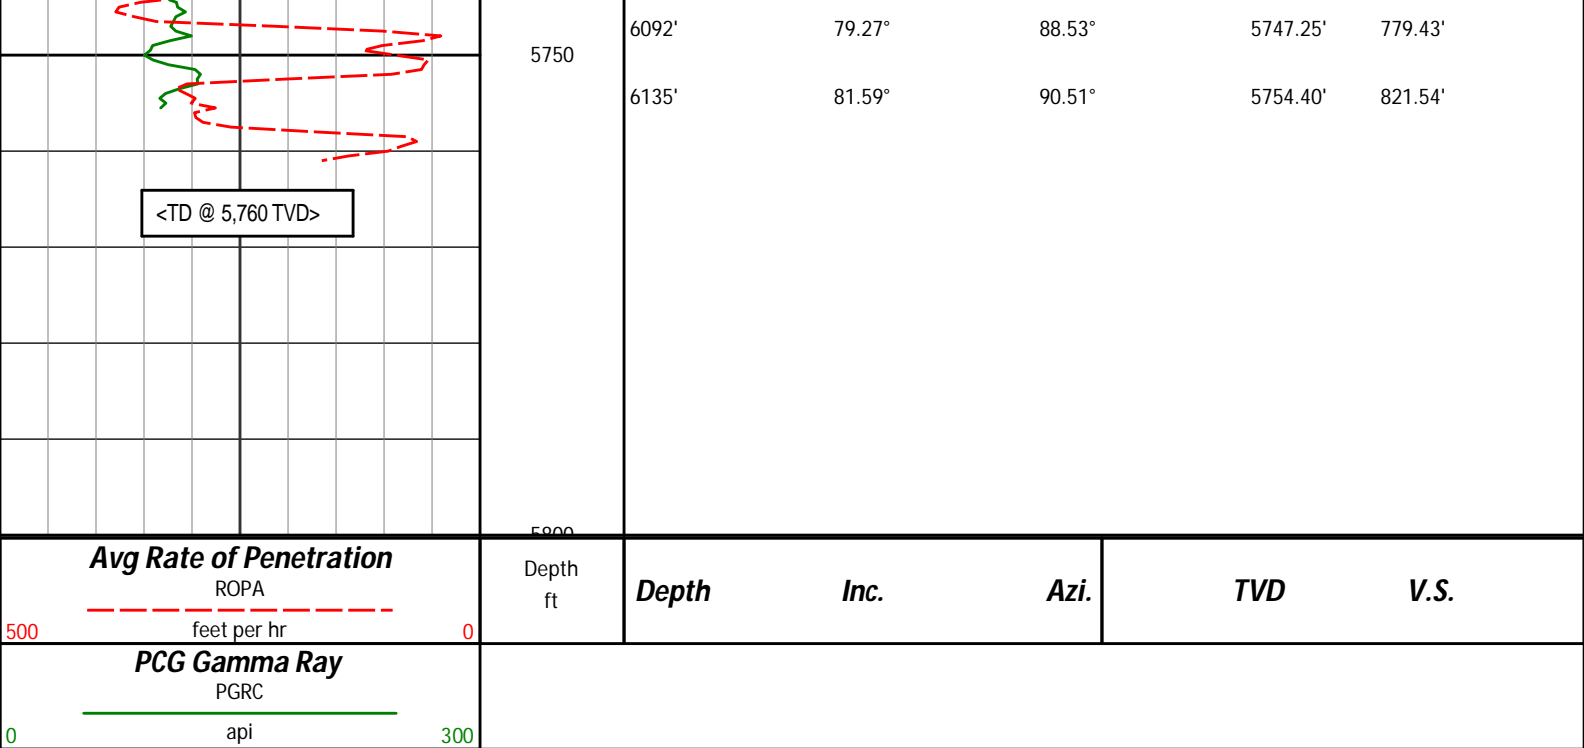 6092' 79.27° 88.53° 5747.25' 779.43'
5750
6135' 81.59° 90.51° 5754.40' 821.54'
<TD @ 5,760 TVD>
5800
Avg Rate of Penetration
ROPA
feet per hr
500 0
Depth
ft
Depth Inc. Azi. TVD V.S.
PCG Gamma Ray
PGRC
api
0 300